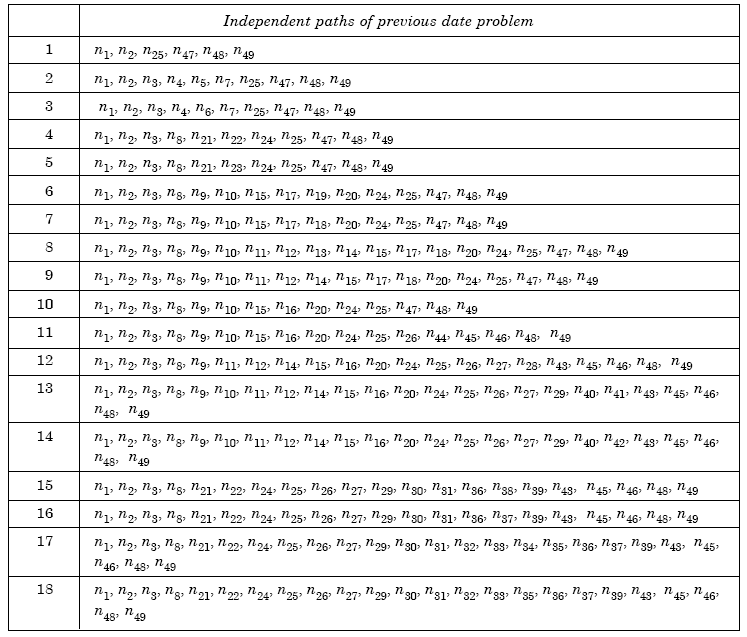 Independent paths of previous date problem
1 n1, n2, n25, n47, n48, n49
2 n1, n2, n3, n4, n5, n7, n25, n47, n48, n49
3 n1, n2, n3, n4, n6, n7, n25, n47, n48, n49
4 n1, n2, n3, n8, n21, n22, n24, n25, n47, n48, n49
5 n1, n2, n3, n8, n21, n23, n24, n25, n47, n48, n49
6 n1, n2, n3, n8, n9, n10, n15, n17, n19, n20, n24, n25, n47, n48, n49
7 n1, n2, n3, n8, n9, n10, n15, n17, n18, n20, n24, n25, n47, n48, n49
8 n1, n2, n3, n8, n9, n10, n11, n12, n13, n14, n15, n17, n18, n20, n24, n25, n47, n48, n49
9 n1, n2, n3, n8, n9, n10, n11, n12, n14, n15, n17, n18, n20, n24, n25, n47, n48, n49
10 n1, n2, n3, n8, n9, n10, n15, n16, n20, n24, n25, n47, n48, n49
11 n1, n2, n3, n8, n9, n10, n15, n16, n20, n24, n25, n26, n44, n45, n46, n48, n49
12 n1, n2, n3, n8, n9, n11, n12, n14, n15, n16, n20, n24, n25, n26, n27, n28, n43, n45, n46, n48, n49
13 n1, n2, n3, n8, n9, n10, n11, n12, n14, n15, n16, n20, n24, n25, n26, n27, n29, n40, n41, n43, n45, n46,
n48, n49
14 n1, n2, n3, n8, n9, n10, n11, n12, n14, n15, n16, n20, n24, n25, n26, n27, n29, n40, n42, n43, n45, n46,
n48, n49
15 n1, n2, n3, n8, n21, n22, n24, n25, n26, n27, n29, n30, n31, n36, n38, n39, n43, n45, n46, n48, n49
16 n1, n2, n3, n8, n21, n22, n24, n25, n26, n27, n29, n30, n31, n36, n37, n39, n43, n45, n46, n48, n49
17 n1, n2, n3, n8, n21, n22, n24, n25, n26, n27, n29, n30, n31, n32, n33, n34, n35, n36, n37, n39, n43, n45,
n46, n48, n49
18 n1, n2, n3, n8, n21, n22, n24, n25, n26, n27, n29, n30, n31, n32, n33, n35, n36, n37, n39, n43, n45, n46,
n48, n49